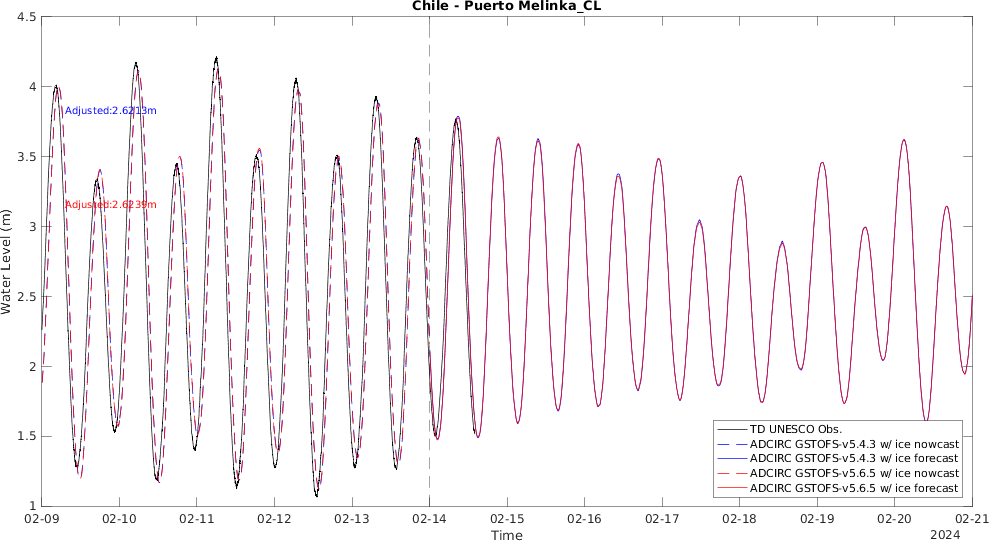 Chile - Puerto Melinka_CL
4.5
4
3.5
3
2.5
2
1.5
1
Water Level (m)
Adjusted:2.6213m
Adjusted:2.6239m
TD UNESCO Obs.
ADCIRC GSTOFS-v5.4.3 w/ ice nowcast
ADCIRC GSTOFS-v5.4.3 w/ ice forecast
ADCIRC GSTOFS-v5.6.5 w/ ice nowcast
ADCIRC GSTOFS-v5.6.5 w/ ice forecast
02-09 02-10 02-11 02-12 02-13 02-14 02-15 02-16 02-17 02-18 02-19 02-20 02-21
Time
2024